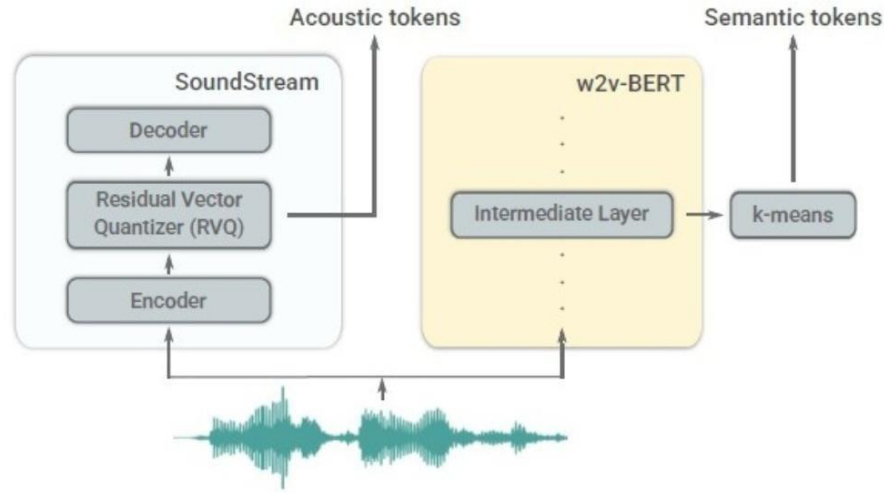 Acoustic tokens
Semantic tokens
SoundStream
w2v-BERT
Decoder
Residual Vector
Quantizer (RVQ)
Intermediate Layer
k-means
Encoder